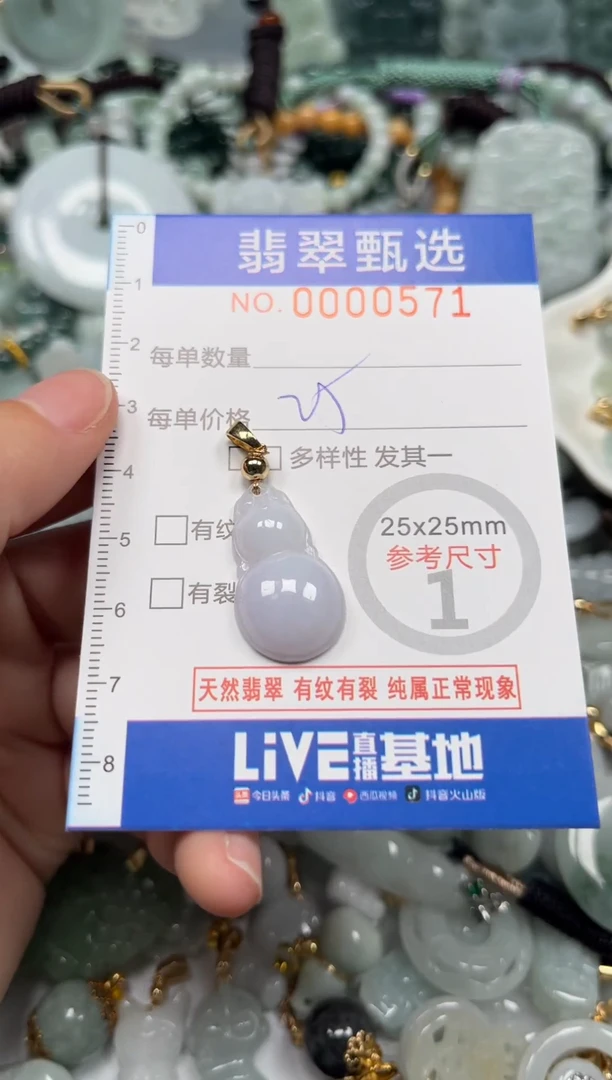 翡翠甄选
NO. 0000571
每单数量
每单价格 25
多样性 发其一
有纹
25x25mm
参考尺寸
1
有裂
天然翡翠 有纹有裂 纯属正常现象
LiVE直播基地
头条 今日头条 抖音 西瓜视频 抖音火山版
0
1
2
3
4
5
6
7
8